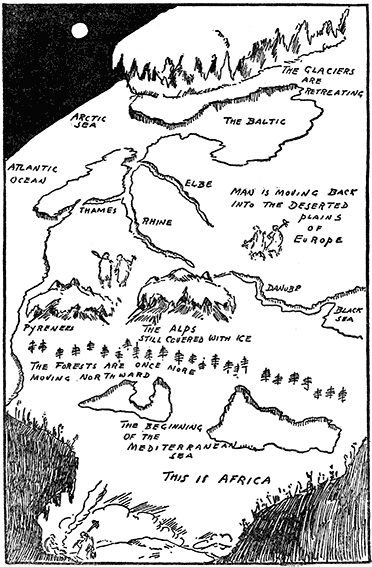 THE GLACIERS
ARE
RETREATING
ARCTIC
SEA
THE BALTIC
ATLANTIC
OCEAN
ELBE
MAN IS MOVING BACK
INTO THE DESERTED
PLAINS
OF
EUROPE
THAMES
RHINE
DANUBE
BLACK
SEA
PYRENEES
THE ALPS
STILL COVERED WITH ICE
THE FORESTS ARE ONCE MORE
MOVING NORTHWARD
THE BEGINNING
OF THE
MEDITERRANEAN
SEA
THIS IS AFRICA